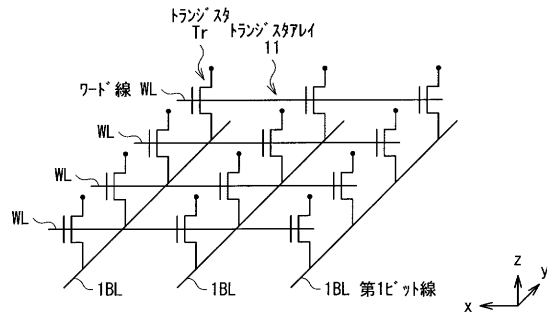 トランジスタ
Tr
トランジスタアレイ
11
ワード線 WL
WL
WL
WL
1BL
1BL
1BL 第1ビット線
z
y
x